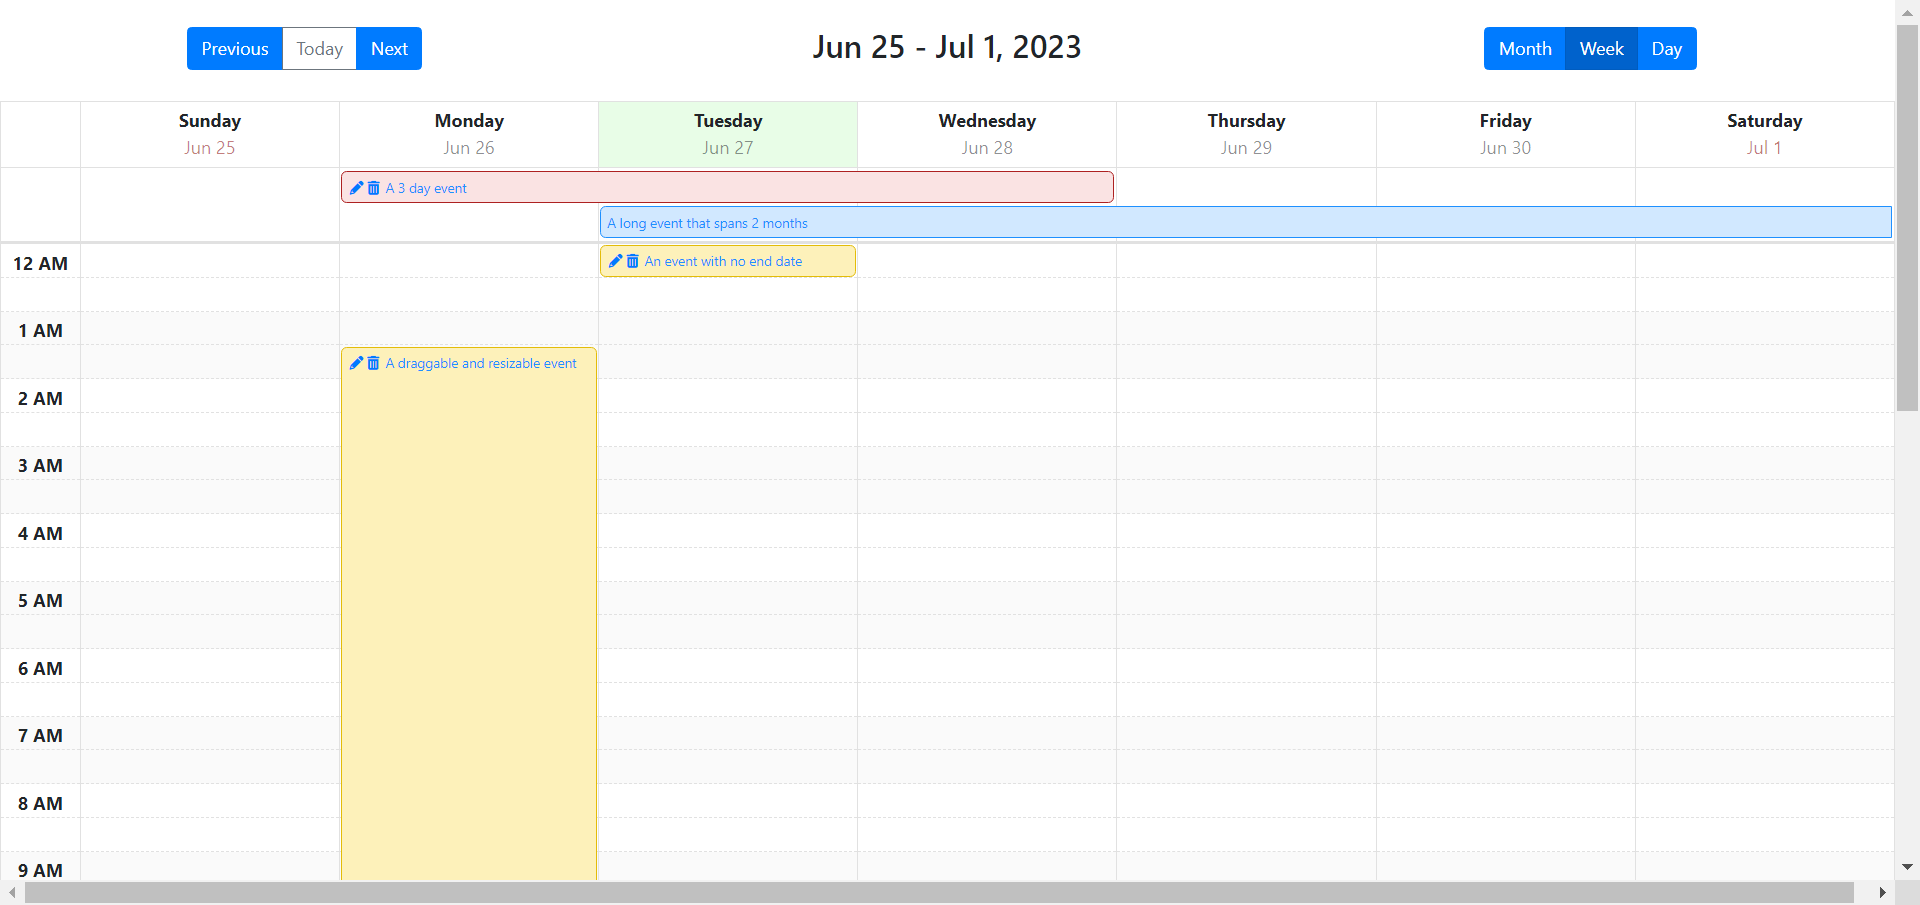 Previous Today Next
Jun 25 - Jul 1, 2023
Month Week Day
Sunday Monday Tuesday Wednesday Thursday Friday Saturday
Jun 25 Jun 26 Jun 27 Jun 28 Jun 29 Jun 30 Jul 1
A 3 day event
A long event that spans 2 months
12 AM
An event with no end date
1 AM
A draggable and resizable event
2 AM
3 AM
4 AM
5 AM
6 AM
7 AM
8 AM
9 AM